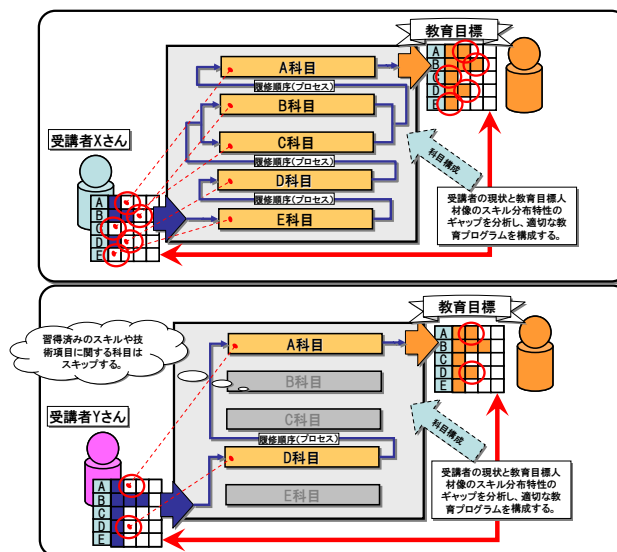 教育目標
A
B
C
D
E
A科目
履修順序(プロセス)
B科目
C科目
履修順序(プロセス)
D科目
履修順序(プロセス)
E科目
受講者Xさん
A
B
C
D
E
科目構成
受講者の現状と教育目標人
材像のスキル分布特性の
ギャップを分析し、適切な教
育プログラムを構成する。
教育目標
A
B
C
D
E
習得済みのスキルや技
術項目に関する科目は
スキップする。
A科目
B科目
C科目
履修順序(プロセス)
D科目
E科目
受講者Yさん
A
B
C
D
E
科目構成
受講者の現状と教育目標人
材像のスキル分布特性の
ギャップを分析し、適切な教
育プログラムを構成する。